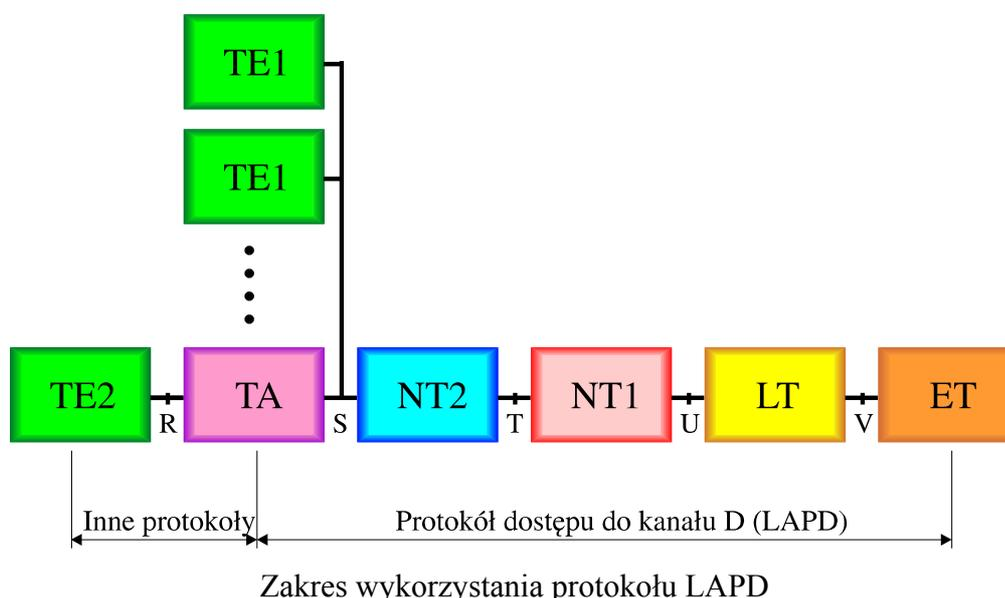 TE1
TE1
TE2 TA NT2 NT1 LT ET
R S T U V
Inne protokoły Protokół dostępu do kanału D (LAPD)
Zakres wykorzystania protokołu LAPD